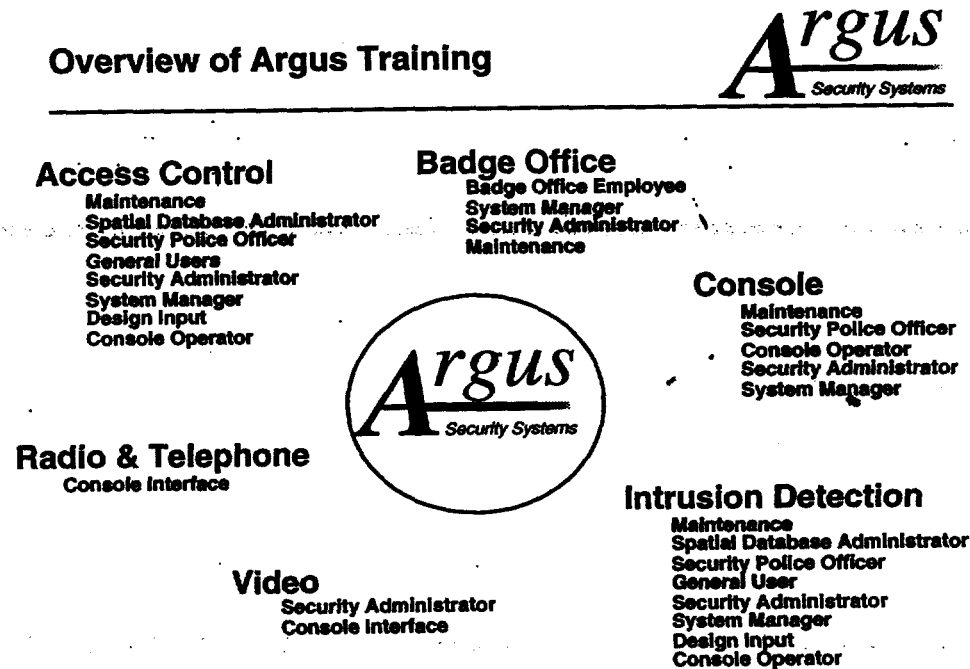 Overview of Argus Training
Argus
Security Systems
Access Control
Maintenance
Spatial Database Administrator
Security Police Officer
General Users
Security Administrator
System Manager
Design Input
Console Operator
Badge Office
Badge Office Employee
System Manager
Security Administrator
Maintenance
Console
Maintenance
Security Police Officer
Console Operator
Security Administrator
System Manager
Argus
Security Systems
Radio & Telephone
Console Interface
Intrusion Detection
Maintenance
Spatial Database Administrator
Security Police Officer
General User
Security Administrator
System Manager
Design Input
Console Operator
Video
Security Administrator
Console Interface